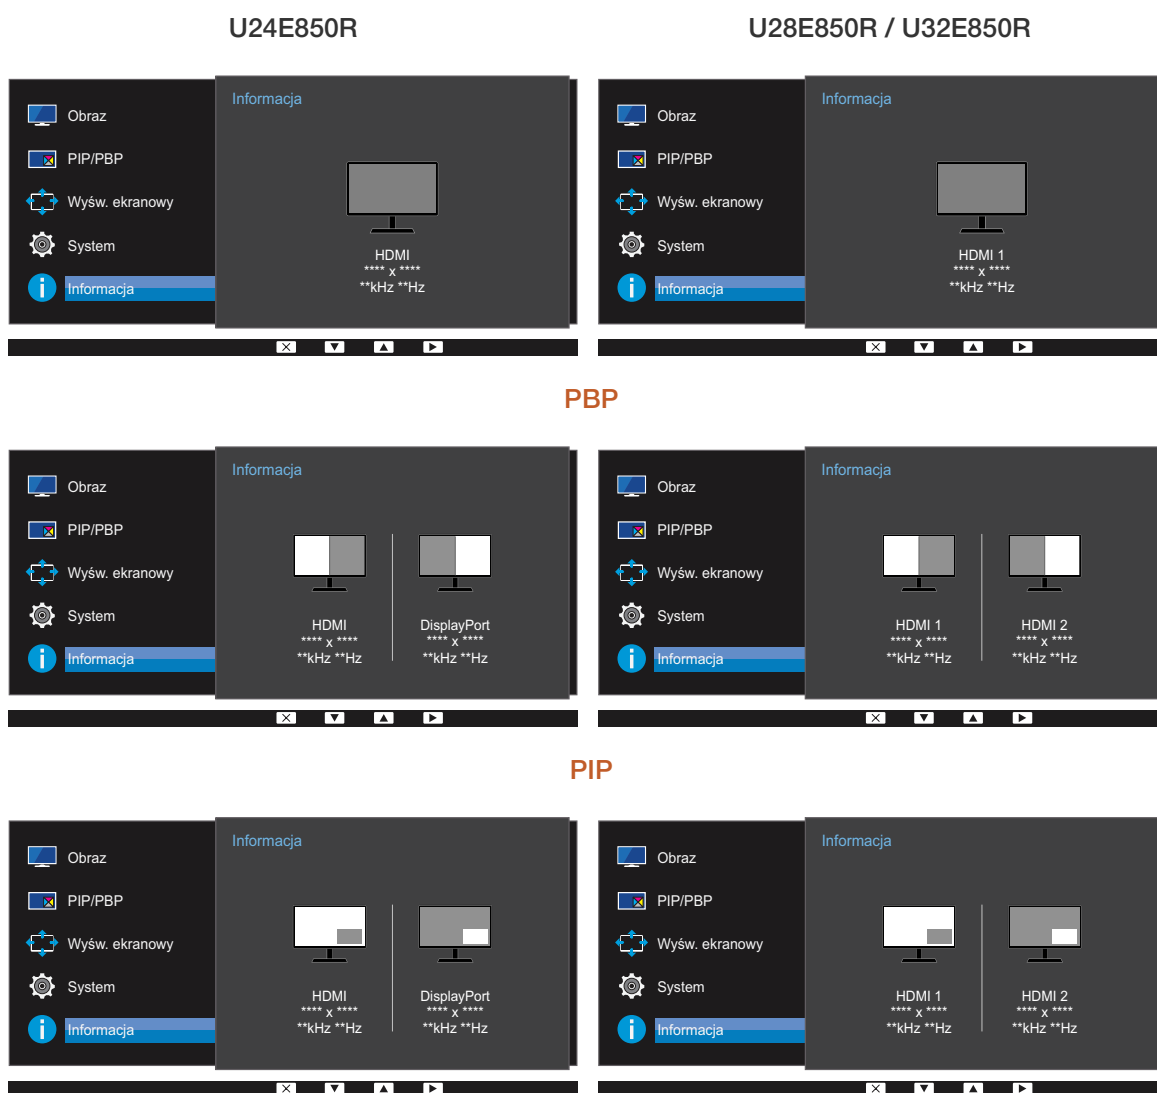 U24E850R
U28E850R / U32E850R
Informacja
Obraz
PIP/PBP
Wyśw. ekranowy
System
Informacja
HDMI
**** x ****
**kHz **Hz
Informacja
Obraz
PIP/PBP
Wyśw. ekranowy
System
Informacja
HDMI 1
**** x ****
**kHz **Hz
PBP
Informacja
Obraz
PIP/PBP
Wyśw. ekranowy
System
Informacja
HDMI
**** x ****
**kHz **Hz
DisplayPort
**** x ****
**kHz **Hz
Informacja
Obraz
PIP/PBP
Wyśw. ekranowy
System
Informacja
HDMI 1
**** x ****
**kHz **Hz
HDMI 2
**** x ****
**kHz **Hz
PIP
Informacja
Obraz
PIP/PBP
Wyśw. ekranowy
System
Informacja
HDMI
**** x ****
**kHz **Hz
DisplayPort
**** x ****
**kHz **Hz
Informacja
Obraz
PIP/PBP
Wyśw. ekranowy
System
Informacja
HDMI 1
**** x ****
**kHz **Hz
HDMI 2
**** x ****
**kHz **Hz